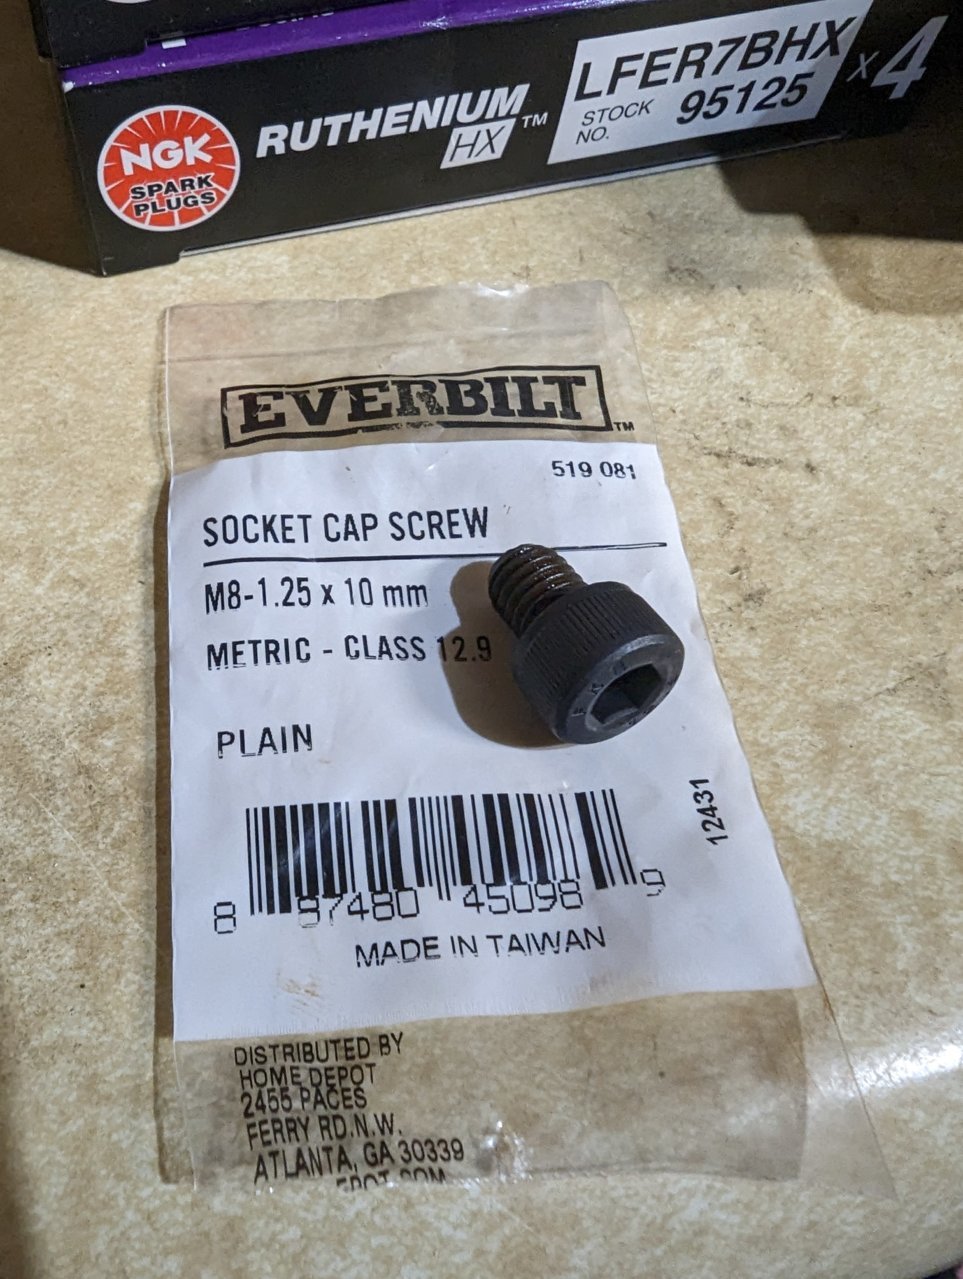 LFER7BHX
x4
STOCK NO. 95125
RUTHENIUM
HX™
NGK
SPARK
PLUGS
EVERBILT™
519 081
SOCKET CAP SCREW
M8-1.25 x 10 mm
METRIC - CLASS 12.9
PLAIN
12431
8 87480 45098 9
MADE IN TAIWAN
DISTRIBUTED BY
HOME DEPOT
2455 PACES
FERRY RD.N.W.
ATLANTA, GA 30339